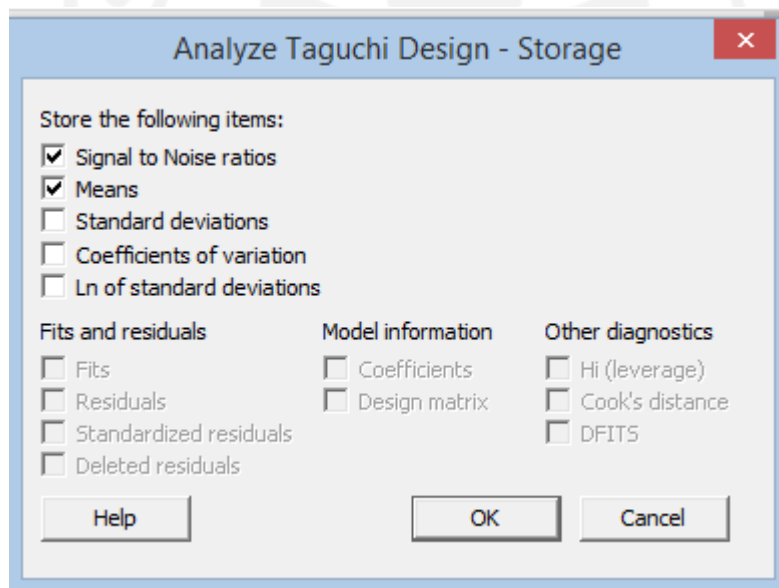 Analyze Taguchi Design - Storage
Store the following items:
Signal to Noise ratios
Means
Standard deviations
Coefficients of variation
Ln of standard deviations
Fits and residuals
Fits
Residuals
Standardized residuals
Deleted residuals
Model information
Coefficients
Design matrix
Other diagnostics
Hi (leverage)
Cook's distance
DFITS
Help
OK
Cancel